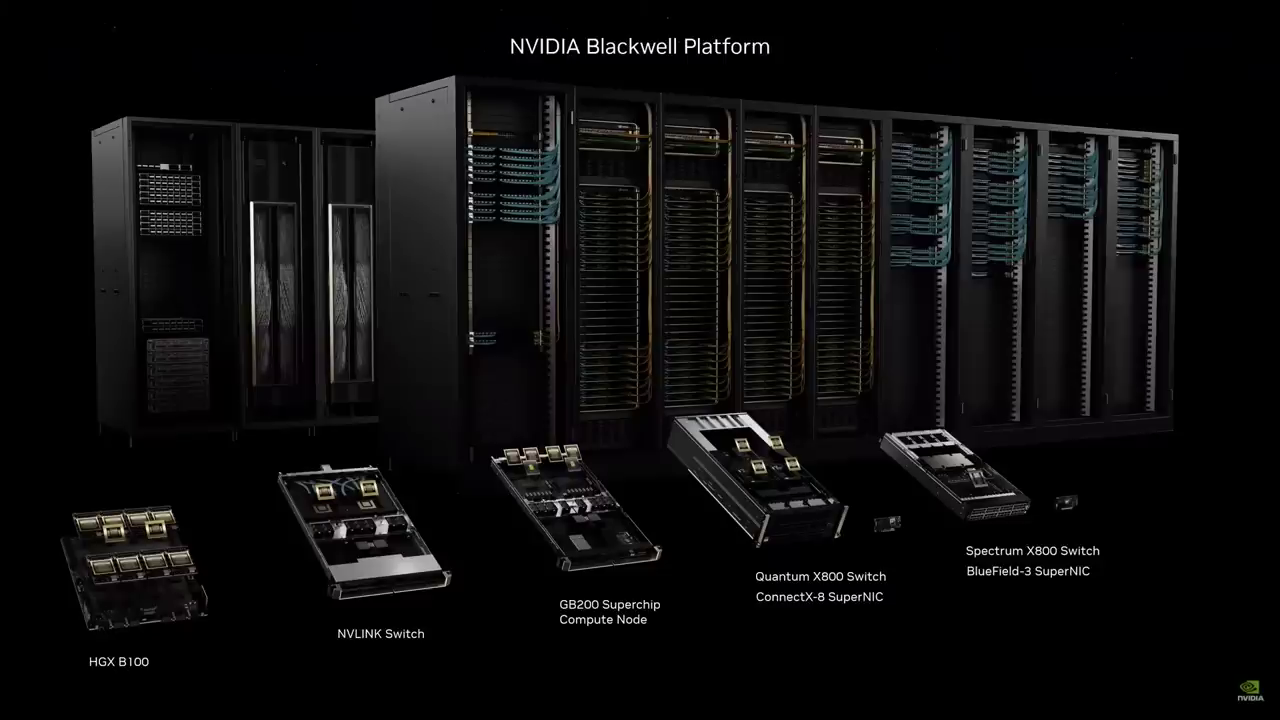 NVIDIA Blackwell Platform
Spectrum X800 Switch
BlueField-3 SuperNIC
Quantum X800 Switch
ConnectX-8 SuperNIC
GB200 Superchip
Compute Node
NVLINK Switch
HGX B100
NVIDIA